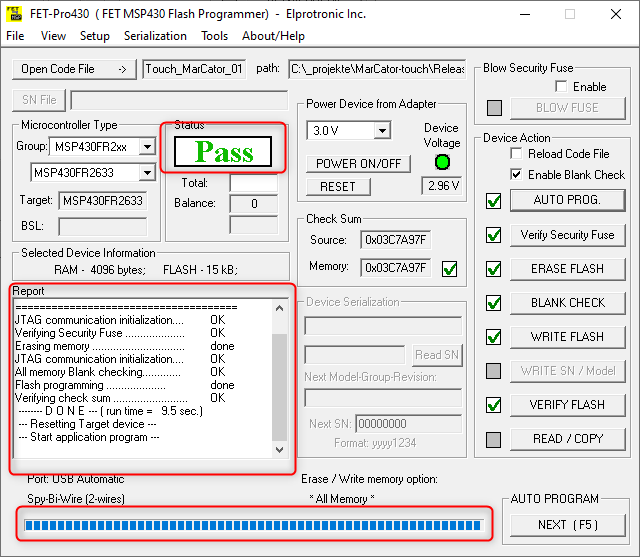 FET-Pro430 ( FET MSP430 Flash Programmer) - Elprotronic Inc.
File View Setup Serialization Tools About/Help
Open Code File -> Touch_MarCator_01 path: C:\_projekte\MarCator-touch\Releas
SN File
Microcontroller Type
Group: MSP430FR2xx
MSP430FR2633
Target: MSP430FR2633
BSL:
Status
Pass
Total:
Balance: 0
Selected Device Information
RAM - 4096 bytes; FLASH - 15 kB;
Report
=====================================
JTAG communication initialization.... OK
Verifying Security Fuse .................... OK
Erasing memory ............................... done
JTAG communication initialization.... OK
All memory Blank checking............. OK
Flash programming ......................... done
Verifying check sum ....................... OK
-------- D O N E --- ( run time = 9.5 sec.)
--- Resetting Target device ---
--- Start application program ---
Power Device from Adapter
3.0 V
Device
Voltage
POWER ON/OFF
RESET
2.96 V
Check Sum
Source: 0x03C7A97F
Memory: 0x03C7A97F
Device Serialization
Read SN
Next Model-Group-Revision:
Next SN: 00000000
Format: yyyy1234
Blow Security Fuse
Enable
BLOW FUSE
Device Action
Reload Code File
Enable Blank Check
AUTO PROG.
Verify Security Fuse
ERASE FLASH
BLANK CHECK
WRITE FLASH
WRITE SN / Model
VERIFY FLASH
READ / COPY
Port: USB Automatic
Spy-Bi-Wire (2-wires)
Erase / Write memory option:
* All Memory *
AUTO PROGRAM
NEXT ( F5 )